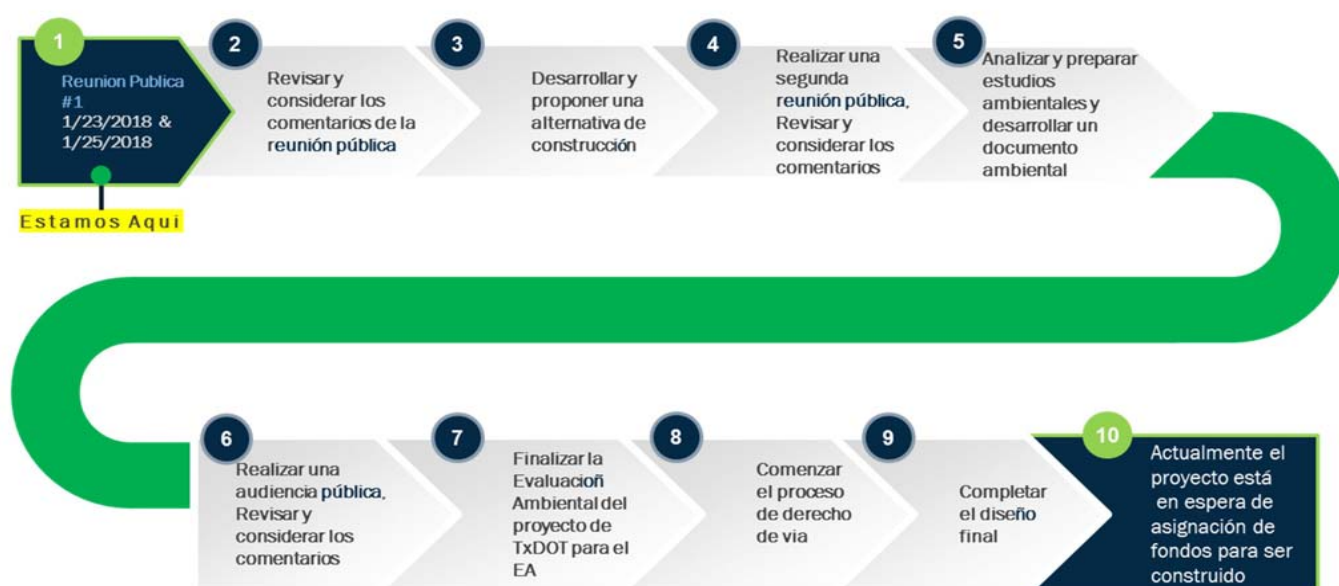 1
Reunion Publica
#1
1/23/2018 &
1/25/2018
Estamos Aqui
2
Revisar y
considerar los
comentarios de la
reunión pública
3
Desarrollar y
proponer una
alternativa de
construcción
4
Realizar una
segunda
reunión pública,
Revisar y
considerar los
comentarios
5
Analizar y preparar
estudios
ambientales y
desarrollar un
documento
ambiental
6
Realizar una
audiencia pública,
Revisar y
considerar los
comentarios
7
Finalizar la
Evaluacioñ
Ambiental del
proyecto de
TxDOT para el
EA
8
Comenzar
el proceso
de derecho
de via
9
Completar
el diseño
final
10
Actualmente el
proyecto está
en espera de
asignación de
fondos para ser
construido